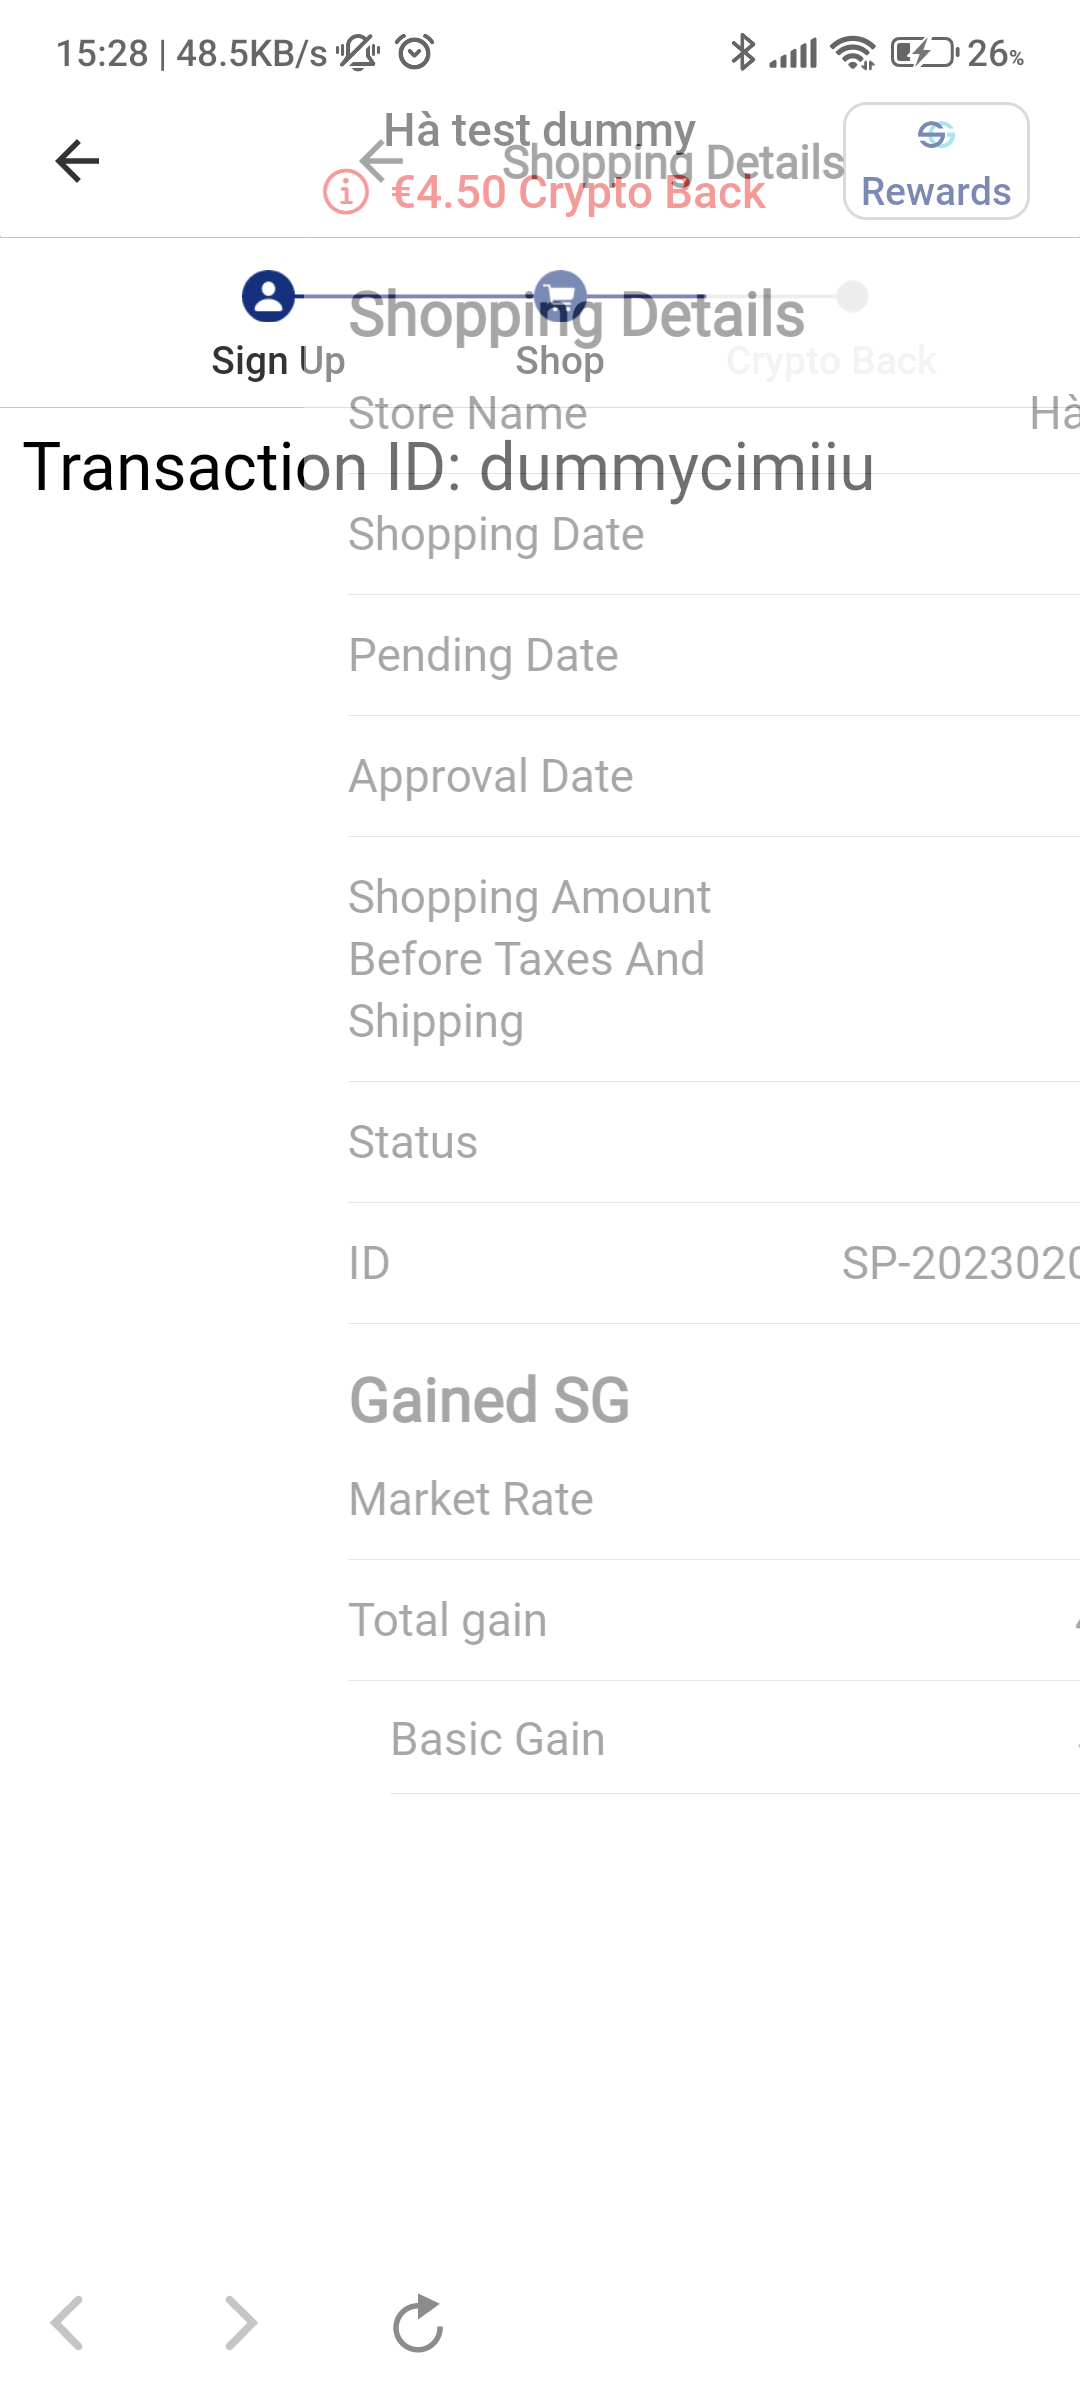 15:28 | 48.5KB/s
26%
Hà test dummy
Shopping Details
€4.50 Crypto Back
Rewards
Shopping Details
Sign Up
Shop
Crypto Back
Store Name
Hà
Transaction ID: dummycimiiu
Shopping Date
Pending Date
Approval Date
Shopping Amount
Before Taxes And
Shipping
Status
ID
SP-2023020
Gained SG
Market Rate
Total gain
Basic Gain